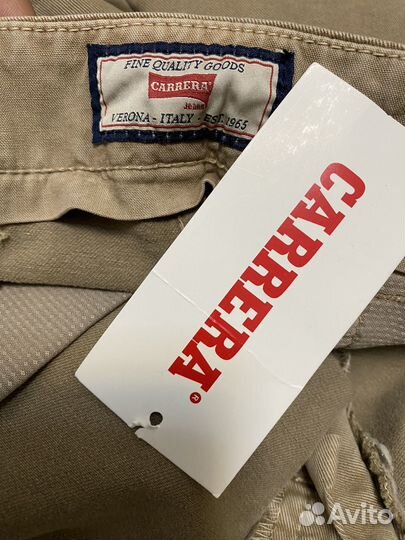 FINE QUALITY GOODS
CARRERA
Jeans
VERONA - ITALY - EST. 1965
CARRERA®
Avito